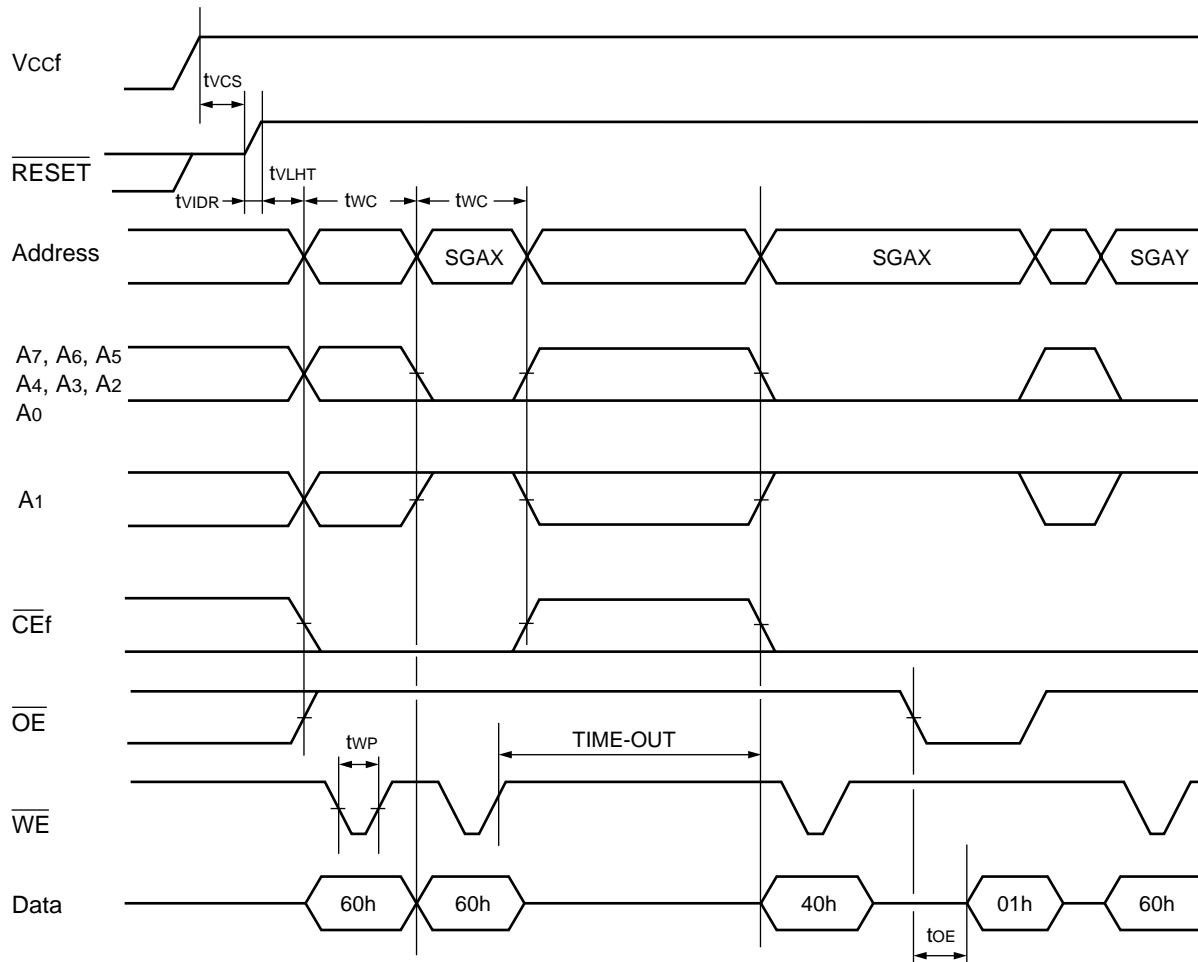 Vccf
tVCS
RESET
tVLHT
tVIDR
tWC
tWC
Address
SGAX
SGAX
SGAY
A7, A6, A5
A4, A3, A2
A0
A1
CEf
OE
tWP
TIME-OUT
WE
Data
60h
60h
40h
01h
60h
tOE